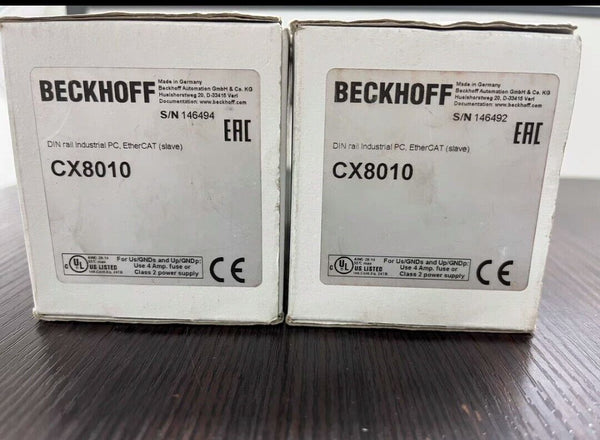 BECKHOFF
Made in Germany
Beckhoff Automation GmbH & Co. KG
Huelshorstweg 20, D-33415 Verl
Documentation: www.beckhoff.com
S/N 146494
EAC
DIN rail Industrial PC, EtherCAT (slave)
CX8010
C UL US LISTED
For Us/GNDs and Up/GNDp:
Use 4 Amp. fuse or
Class 2 power supply
CE
BECKHOFF
Made in Germany
Beckhoff Automation GmbH & Co. KG
Huelshorstweg 20, D-33415 Verl
Documentation: www.beckhoff.com
S/N 146492
EAC
DIN rail Industrial PC, EtherCAT (slave)
CX8010
C UL US LISTED
For Us/GNDs and Up/GNDp:
Use 4 Amp. fuse or
Class 2 power supply
CE